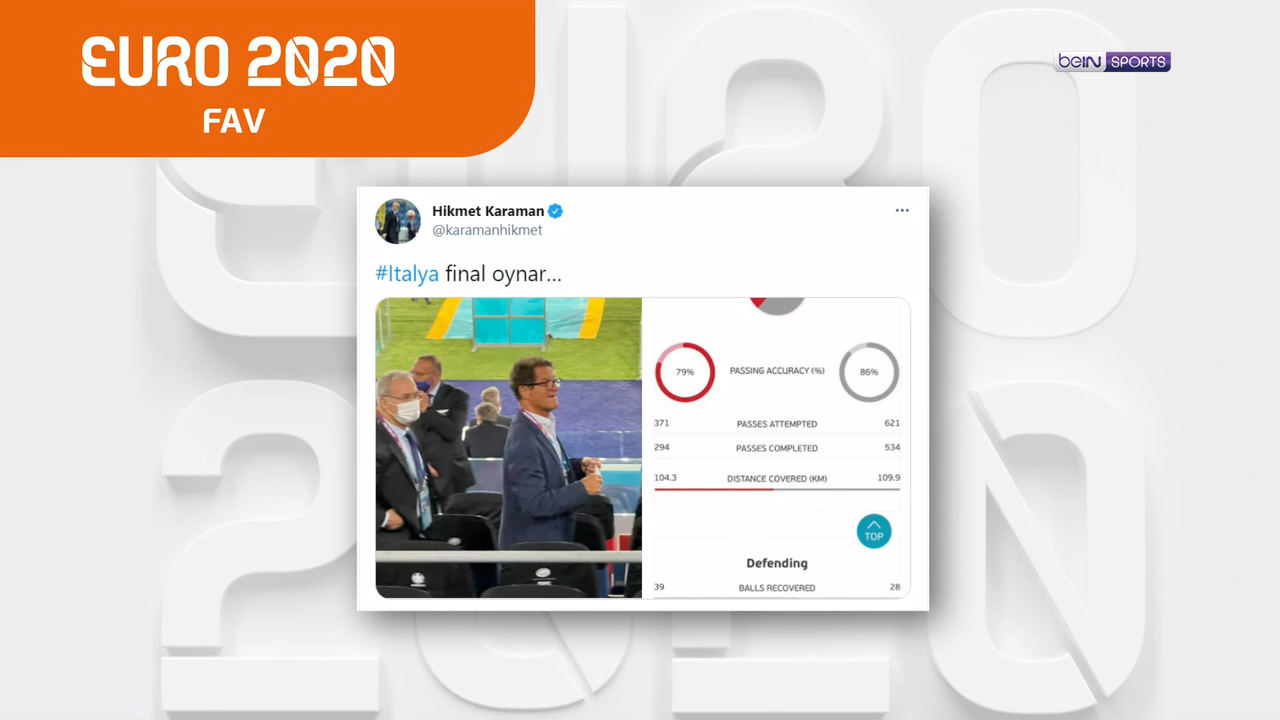 EURO 2020
FAV
beIN SPORTS
Hikmet Karaman
@karamanhikmet
#Italya final oynar...
79% PASSING ACCURACY (%) 86%
371 PASSES ATTEMPTED 621
294 PASSES COMPLETED 534
104.3 DISTANCE COVERED (KM) 109.9
TOP
Defending
39 BALLS RECOVERED 28